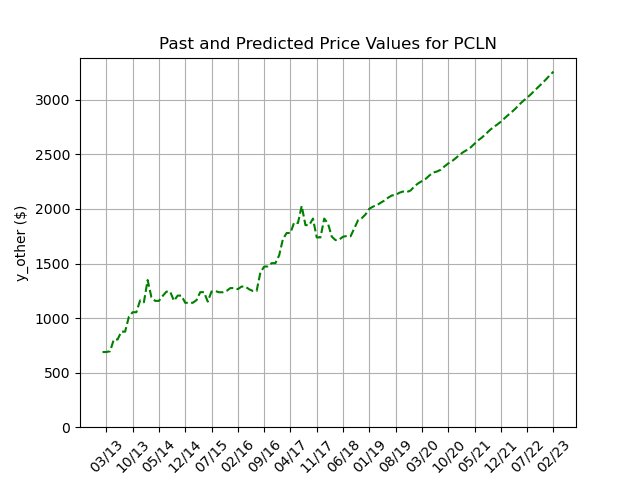 Past and Predicted Price Values for PCLN
3000
2500
2000
1500
1000
500
0
y_other ($)
03/13 10/13 05/14 12/14 07/15 02/16 09/16 04/17 11/17 06/18 01/19 08/19 03/20 10/20 05/21 12/21 07/22 02/23